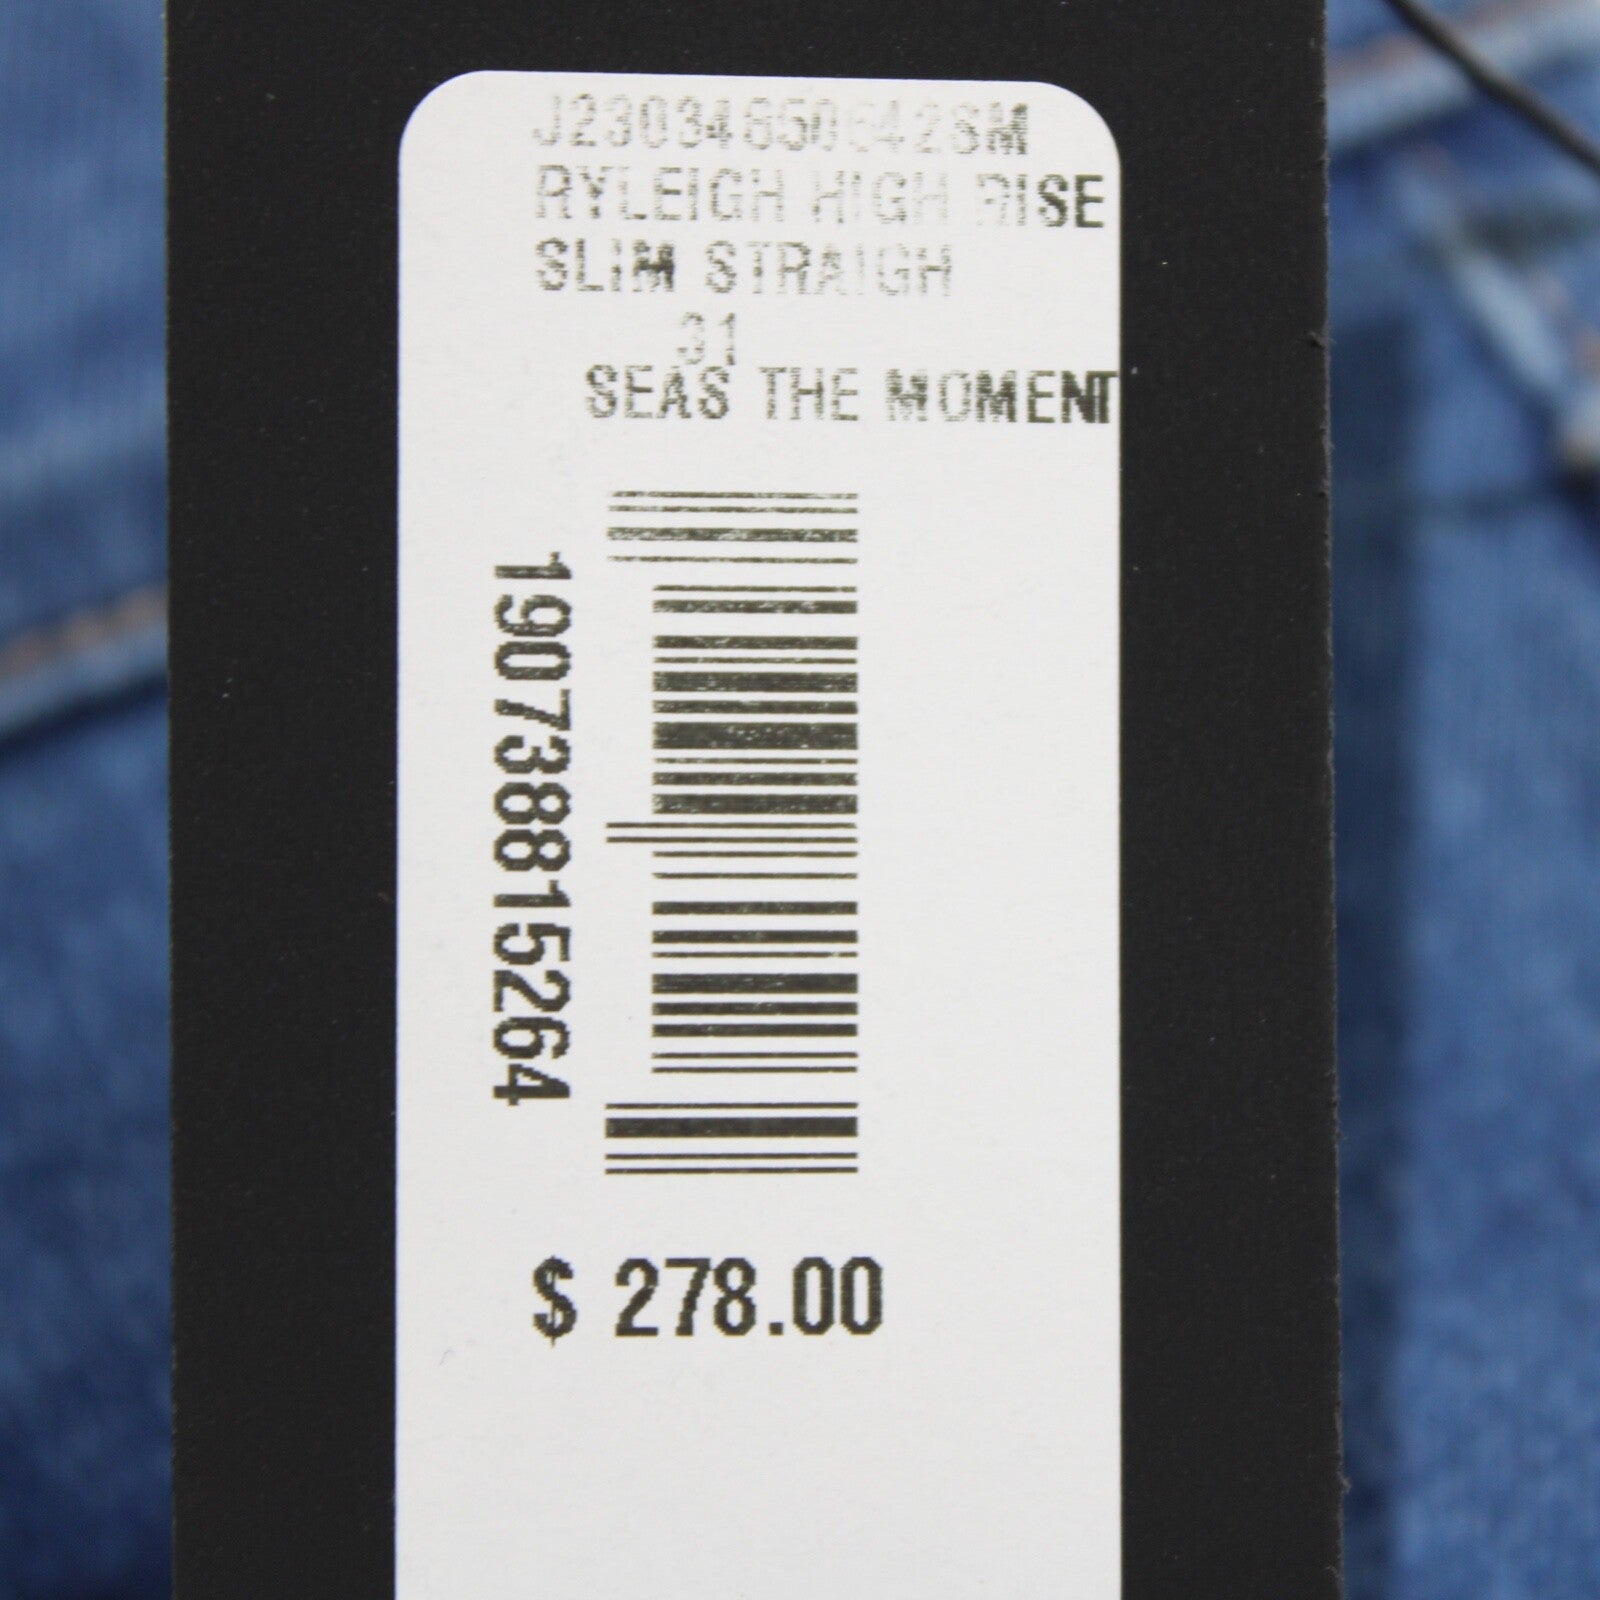 RYLEIGH HIGH RISE
SLIM STRAIGH
31
SEAS THE MOMENT
190738815264
$ 278.00